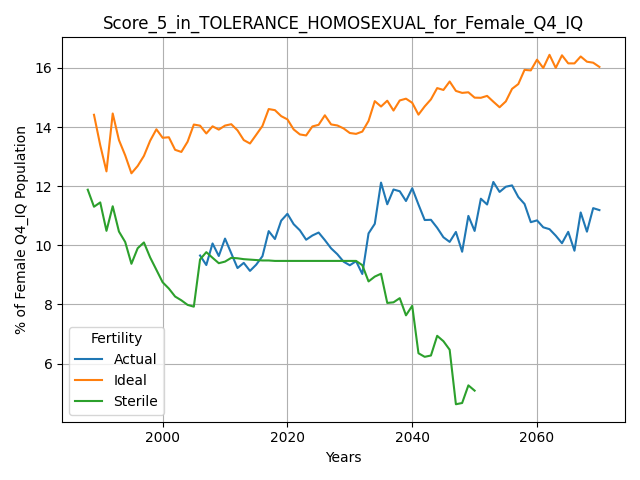 Score_5_in_TOLERANCE_HOMOSEXUAL_for_Female_Q4_IQ
% of Female Q4_IQ Population
16
14
12
10
8
6
Fertility
Actual
Ideal
Sterile
2000
2020
2040
2060
Years